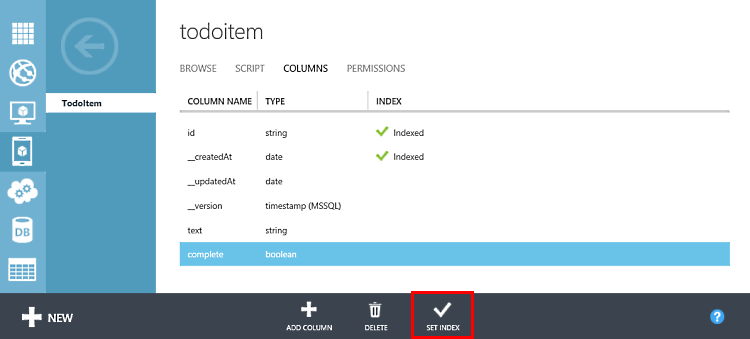 todoitem
BROWSE SCRIPT COLUMNS PERMISSIONS
TodoItem
COLUMN NAME TYPE INDEX
id string Indexed
__createdAt date Indexed
__updatedAt date
__version timestamp (MSSQL)
text string
DB
complete boolean
NEW ADD COLUMN DELETE SET INDEX ?